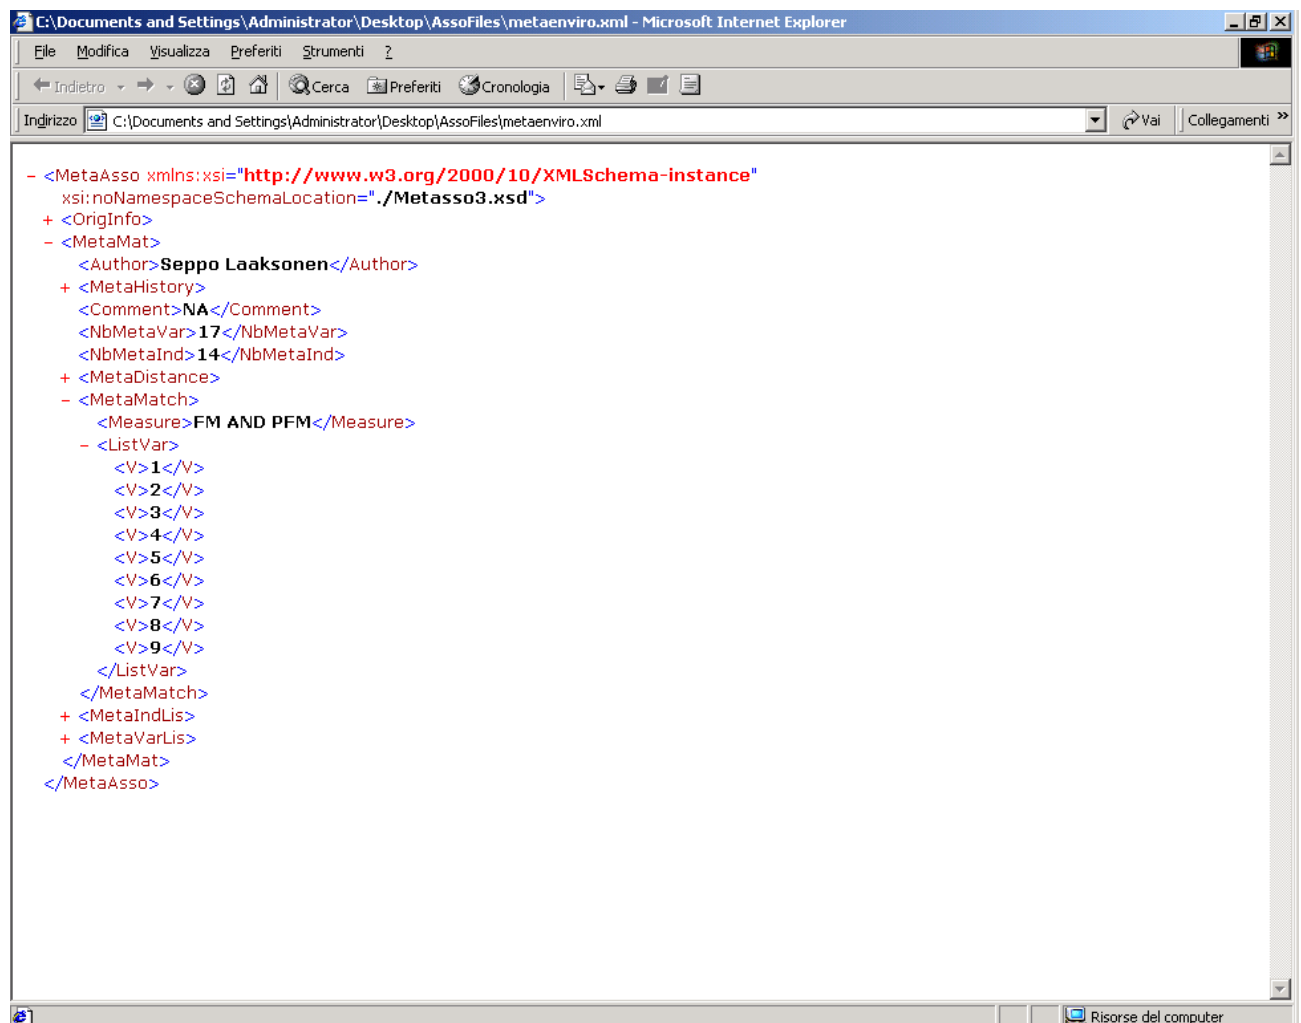 C:\Documents and Settings\Administrator\Desktop\AssoFiles\metaenviro.xml - Microsoft Internet Explorer
File Modifica Visualizza Preferiti Strumenti ?
Indietro Cerca Preferiti Cronologia
Indirizzo C:\Documents and Settings\Administrator\Desktop\AssoFiles\metaenviro.xml Vai Collegamenti »
- <MetaAsso xmlns:xsi="http://www.w3.org/2000/10/XMLSchema-instance"
xsi:noNamespaceSchemaLocation="./Metasso3.xsd">
+ <OrigInfo>
- <MetaMat>
<Author>Seppo Laaksonen</Author>
+ <MetaHistory>
<Comment>NA</Comment>
<NbMetaVar>17</NbMetaVar>
<NbMetaInd>14</NbMetaInd>
+ <MetaDistance>
- <MetaMatch>
<Measure>FM AND PFM</Measure>
- <ListVar>
<V>1</V>
<V>2</V>
<V>3</V>
<V>4</V>
<V>5</V>
<V>6</V>
<V>7</V>
<V>8</V>
<V>9</V>
</ListVar>
</MetaMatch>
+ <MetaIndLis>
+ <MetaVarLis>
</MetaMat>
</MetaAsso>
Risorse del computer